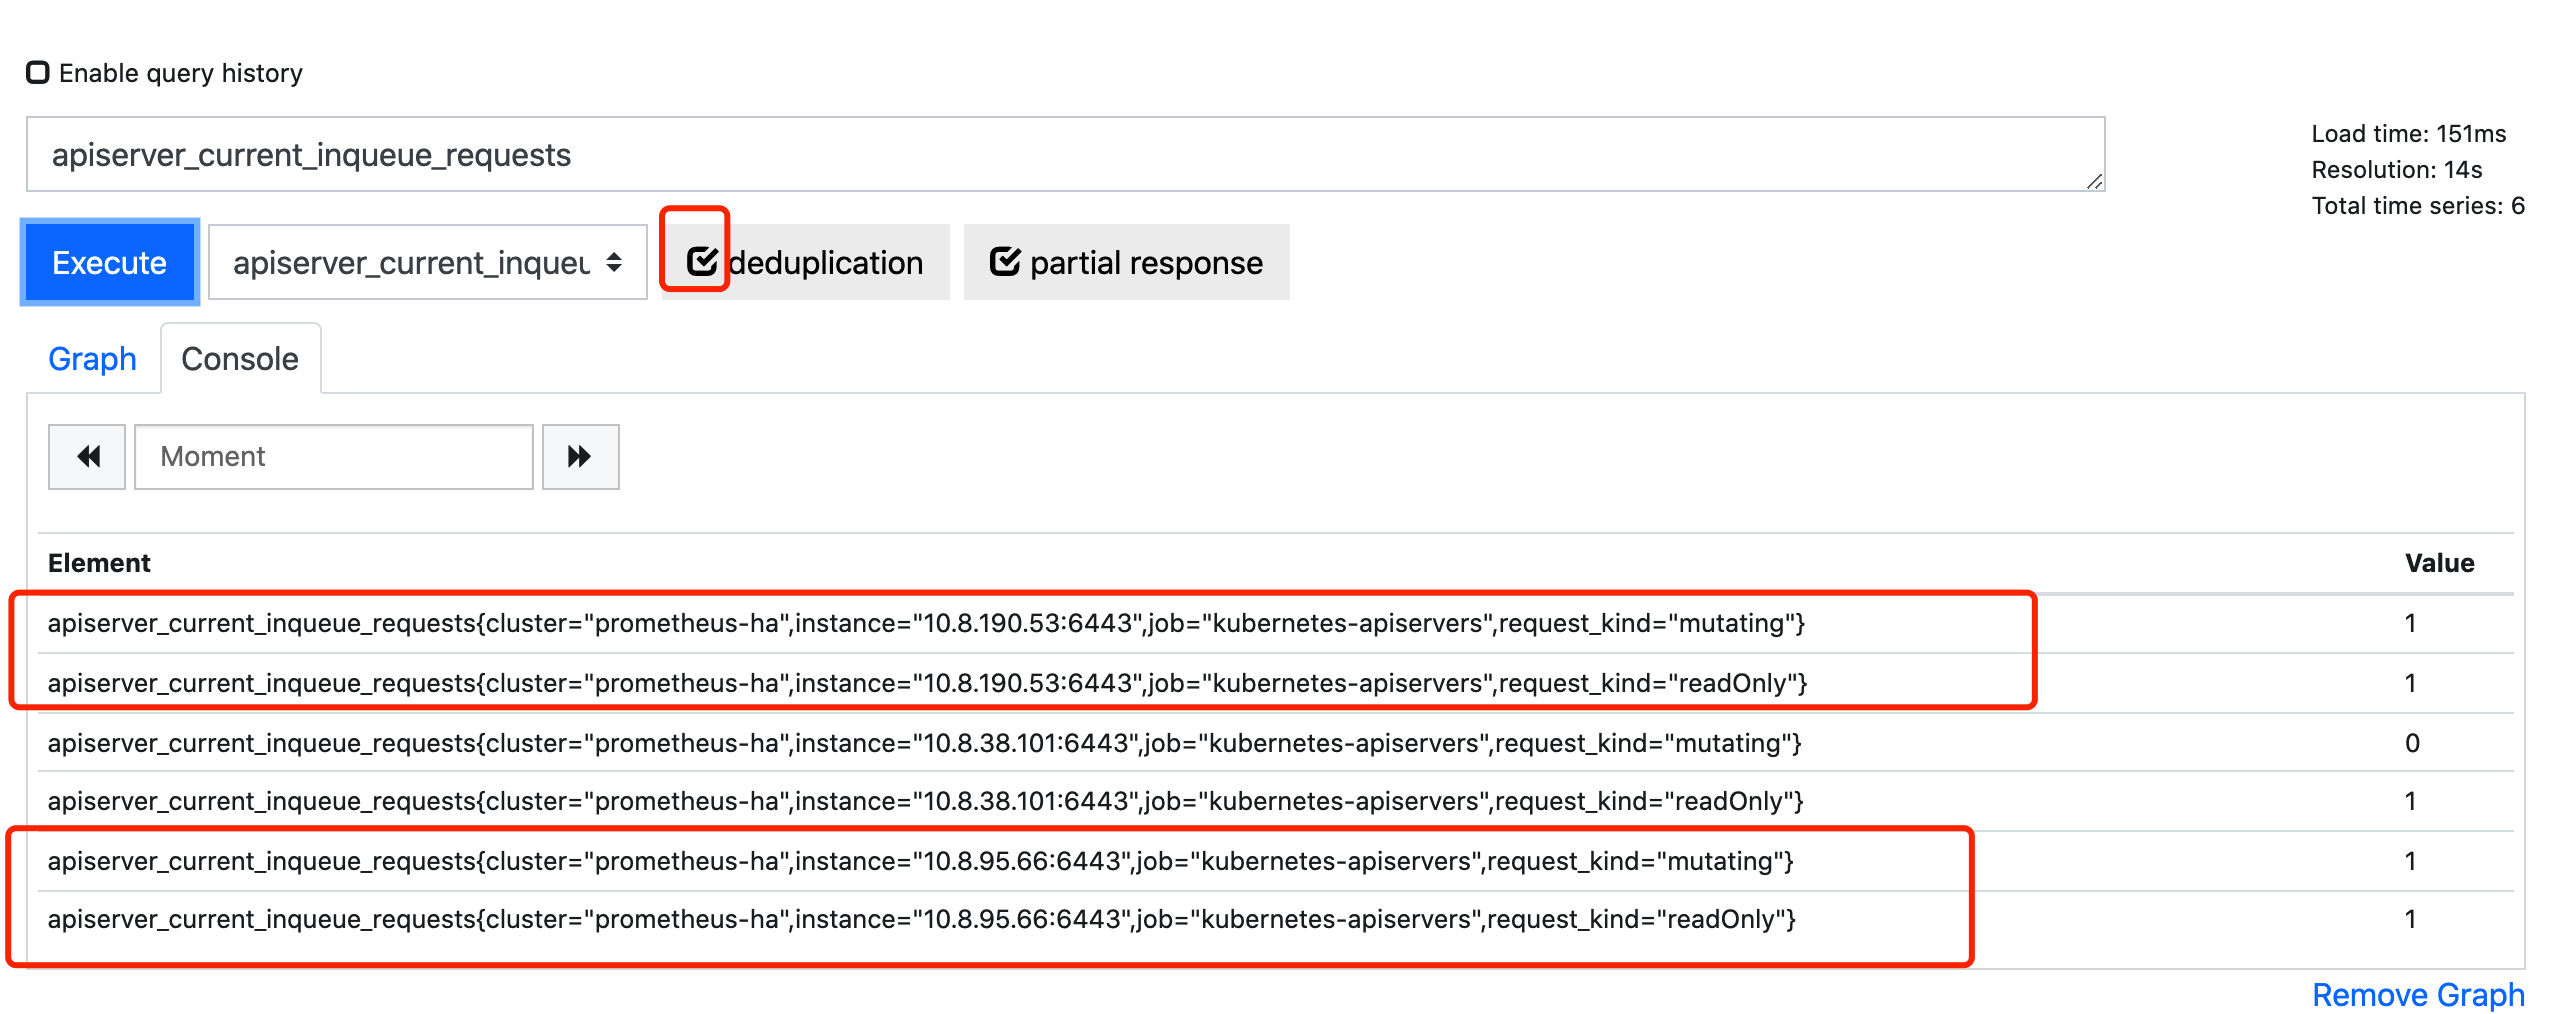 Enable query history
apiserver_current_inqueue_requests
Load time: 151ms
Resolution: 14s
Total time series: 6
Execute
apiserver_current_inqueu
deduplication
partial response
Graph
Console
Moment
Element Value
apiserver_current_inqueue_requests{cluster="prometheus-ha",instance="10.8.190.53:6443",job="kubernetes-apiservers",request_kind="mutating"} 1
apiserver_current_inqueue_requests{cluster="prometheus-ha",instance="10.8.190.53:6443",job="kubernetes-apiservers",request_kind="readOnly"} 1
apiserver_current_inqueue_requests{cluster="prometheus-ha",instance="10.8.38.101:6443",job="kubernetes-apiservers",request_kind="mutating"} 0
apiserver_current_inqueue_requests{cluster="prometheus-ha",instance="10.8.38.101:6443",job="kubernetes-apiservers",request_kind="readOnly"} 1
apiserver_current_inqueue_requests{cluster="prometheus-ha",instance="10.8.95.66:6443",job="kubernetes-apiservers",request_kind="mutating"} 1
apiserver_current_inqueue_requests{cluster="prometheus-ha",instance="10.8.95.66:6443",job="kubernetes-apiservers",request_kind="readOnly"} 1
Remove Graph